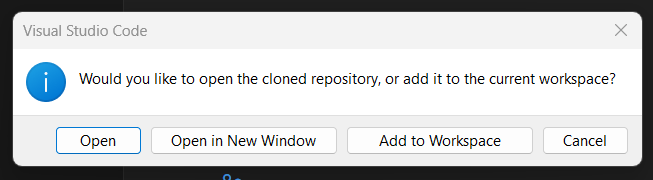 Visual Studio Code
Would you like to open the cloned repository, or add it to the current workspace?
Open
Open in New Window
Add to Workspace
Cancel